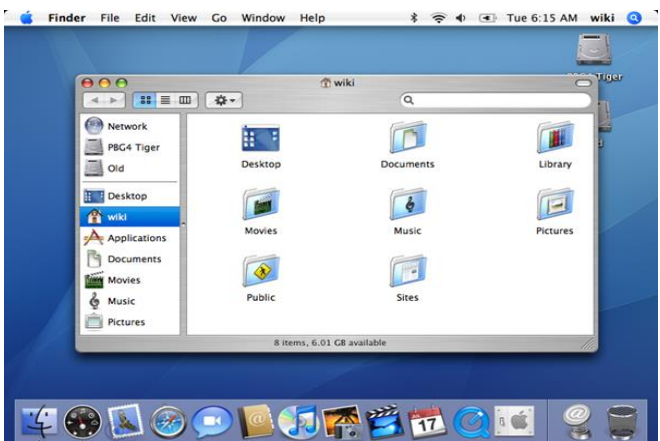 Finder File Edit View Go Window Help Tue 6:15 AM wiki
Tiger
wiki
Network
PBG4 Tiger
Old
Desktop
wiki
Applications
Documents
Movies
Music
Pictures
Desktop Documents Library
Movies Music Pictures
Public Sites
8 items, 6.01 GB available
17